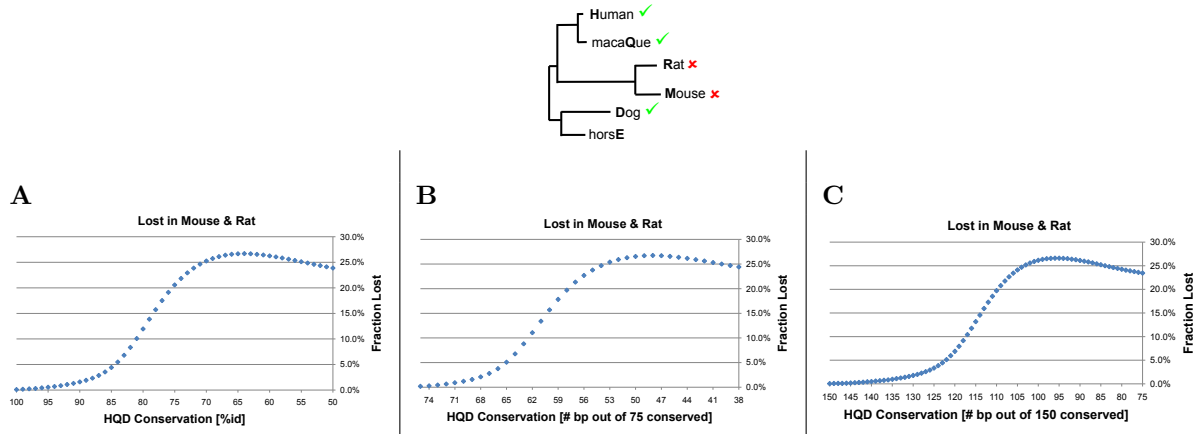 Human ✓
macaQue ✓
Rat ✘
Mouse ✘
Dog ✓
horsE
A
Lost in Mouse & Rat
30.0%
25.0%
20.0%
15.0%
10.0%
5.0%
0.0%
Fraction Lost
100 95 90 85 80 75 70 65 60 55 50
HQD Conservation [%id]
B
Lost in Mouse & Rat
30.0%
25.0%
20.0%
15.0%
10.0%
5.0%
0.0%
Fraction Lost
74 71 68 65 62 59 56 53 50 47 44 41 38
HQD Conservation [# bp out of 75 conserved]
C
Lost in Mouse & Rat
30.0%
25.0%
20.0%
15.0%
10.0%
5.0%
0.0%
Fraction Lost
150 145 140 135 130 125 120 115 110 105 100 95 90 85 80 75
HQD Conservation [# bp out of 150 conserved]